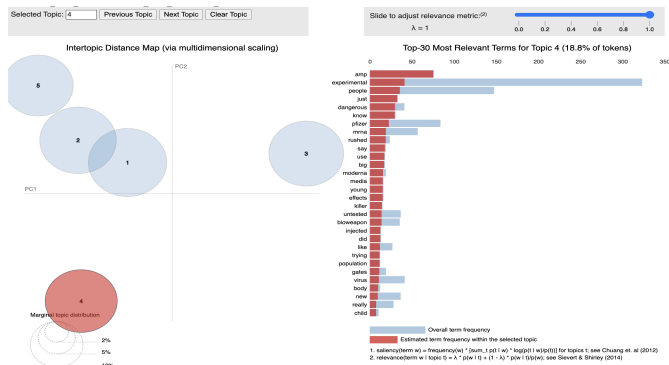 Selected Topic: 4 Previous Topic Next Topic Clear Topic
Slide to adjust relevance metric:(2)
λ = 1
0.0 0.2 0.4 0.6 0.8 1.0
Intertopic Distance Map (via multidimensional scaling)
PC2
PC1
5
2
1
3
4
Marginal topic distribution
2%
5%
10%
Top-30 Most Relevant Terms for Topic 4 (18.8% of tokens)
0 50 100 150 200 250 300 350
amp
experimental
people
just
dangerous
know
pfizer
mrna
rushed
say
use
big
moderna
media
young
effects
killer
untested
bioweapon
injected
did
like
trying
population
gates
virus
body
new
really
child
Overall term frequency
Estimated term frequency within the selected topic
1. saliency(term w) = frequency(w) * [sum_t p(t | w) * log(p(t | w)/p(t))] for topics t; see Chuang et. al (2012)
2. relevance(term w | topic t) = λ * p(w | t) + (1 - λ) * p(w | t)/p(w); see Sievert & Shirley (2014)